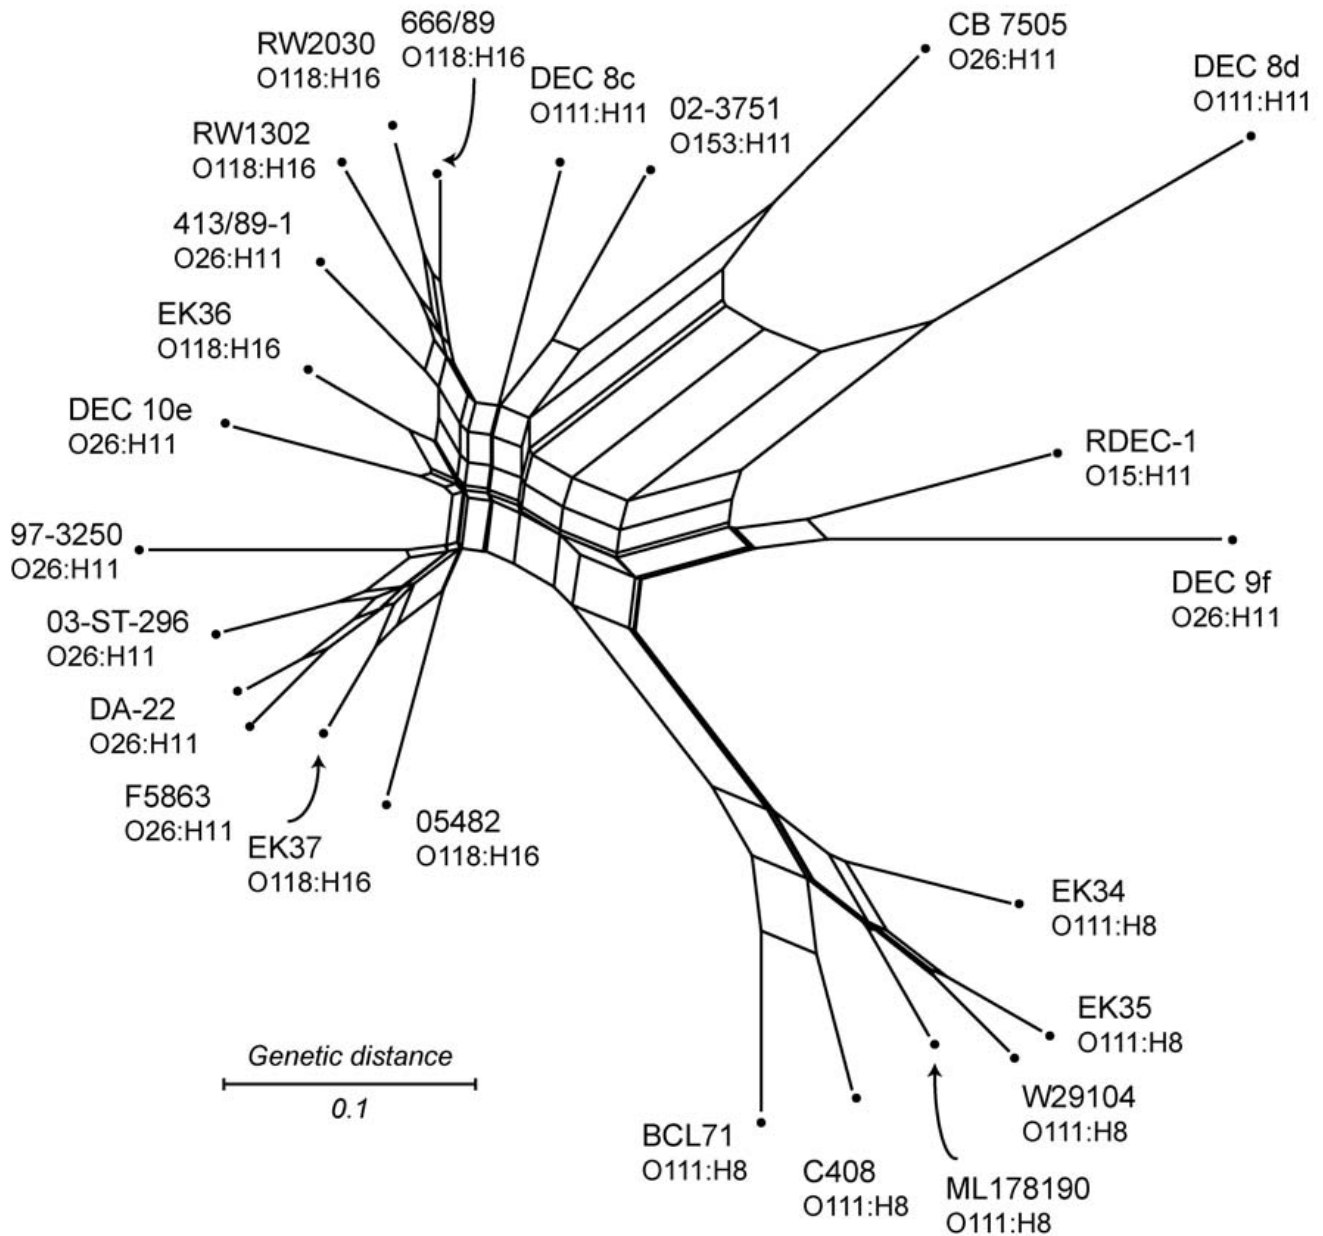 666/89
O118:H16
RW2030
O118:H16
CB 7505
O26:H11
DEC 8d
O111:H11
DEC 8c
O111:H11
02-3751
O153:H11
RW1302
O118:H16
413/89-1
O26:H11
EK36
O118:H16
DEC 10e
O26:H11
RDEC-1
O15:H11
97-3250
O26:H11
DEC 9f
O26:H11
03-ST-296
O26:H11
DA-22
O26:H11
F5863
O26:H11
EK37
O118:H16
05482
O118:H16
EK34
O111:H8
EK35
O111:H8
W29104
O111:H8
ML178190
O111:H8
C408
O111:H8
BCL71
O111:H8
Genetic distance
0.1